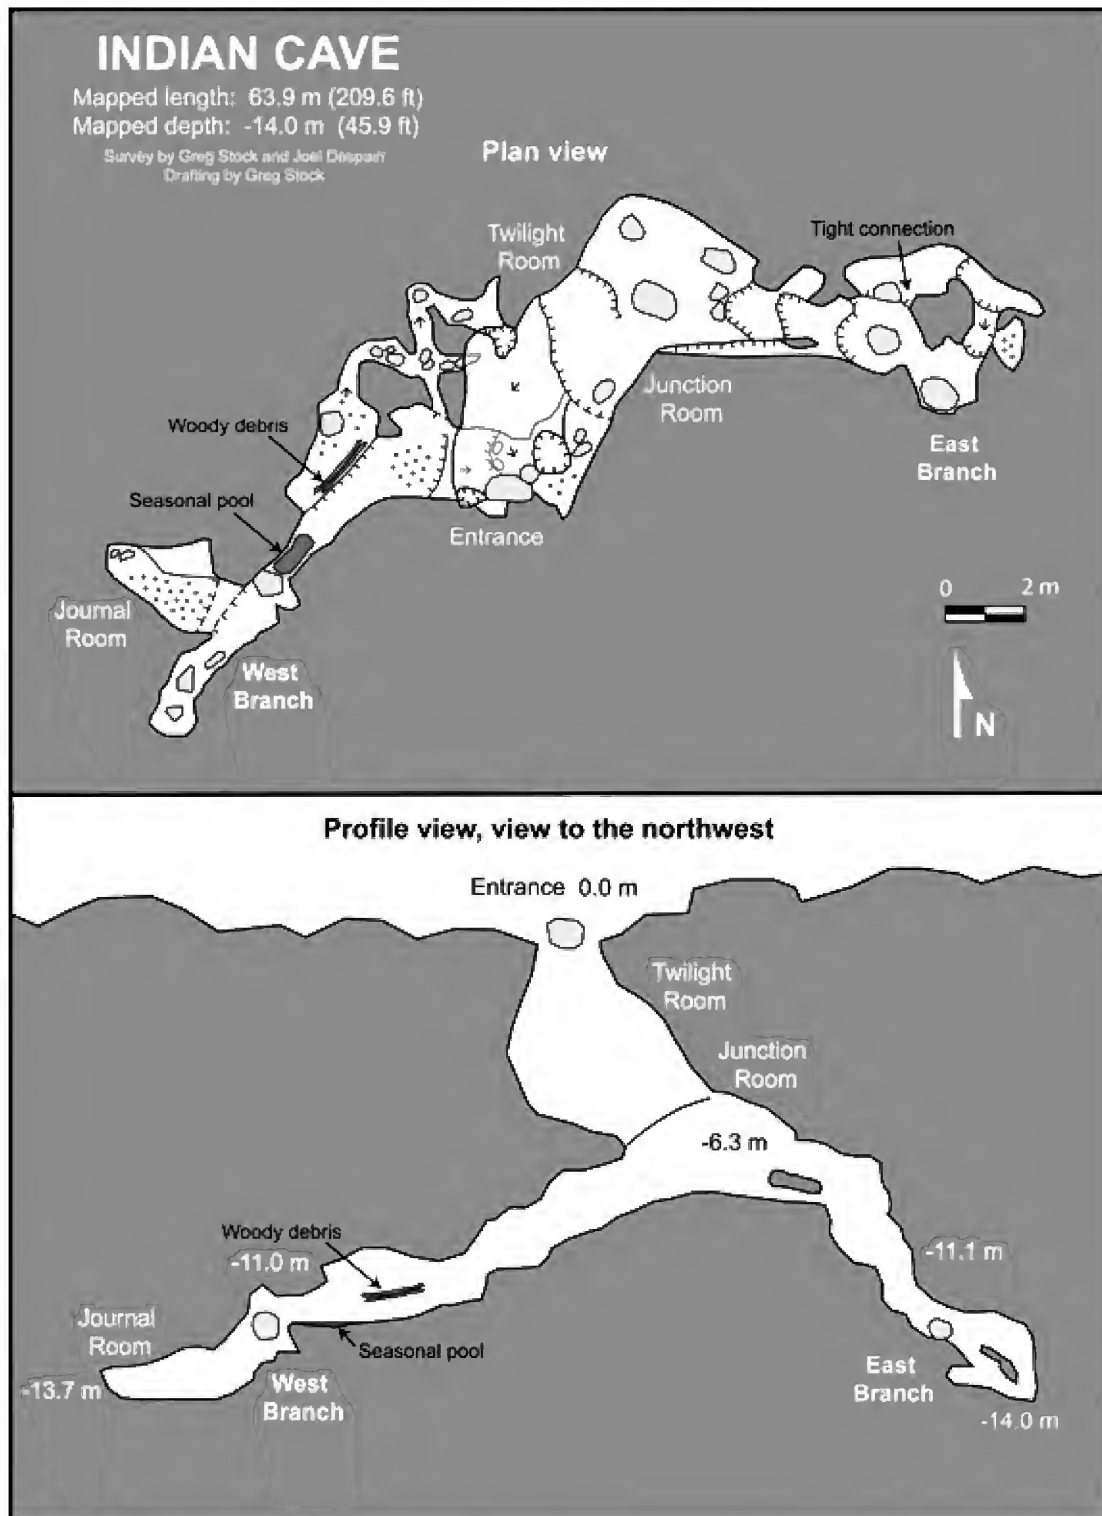 INDIAN CAVE
Mapped length: 63.9 m (209.6 ft)
Mapped depth: -14.0 m (45.9 ft)
Survey by Greg Stock and Joel Despain
Drafting by Greg Stock
Plan view
Twilight
Room
Tight connection
Junction
Room
Woody debris
East
Branch
Seasonal pool
Entrance
0 2 m
Journal
Room
West
Branch
N
Profile view, view to the northwest
Entrance 0.0 m
Twilight
Room
Junction
Room
-6.3 m
Woody debris
-11.0 m
-11.1 m
Journal
Room
Seasonal pool
-13.7 m
West
Branch
East
Branch
-14.0 m